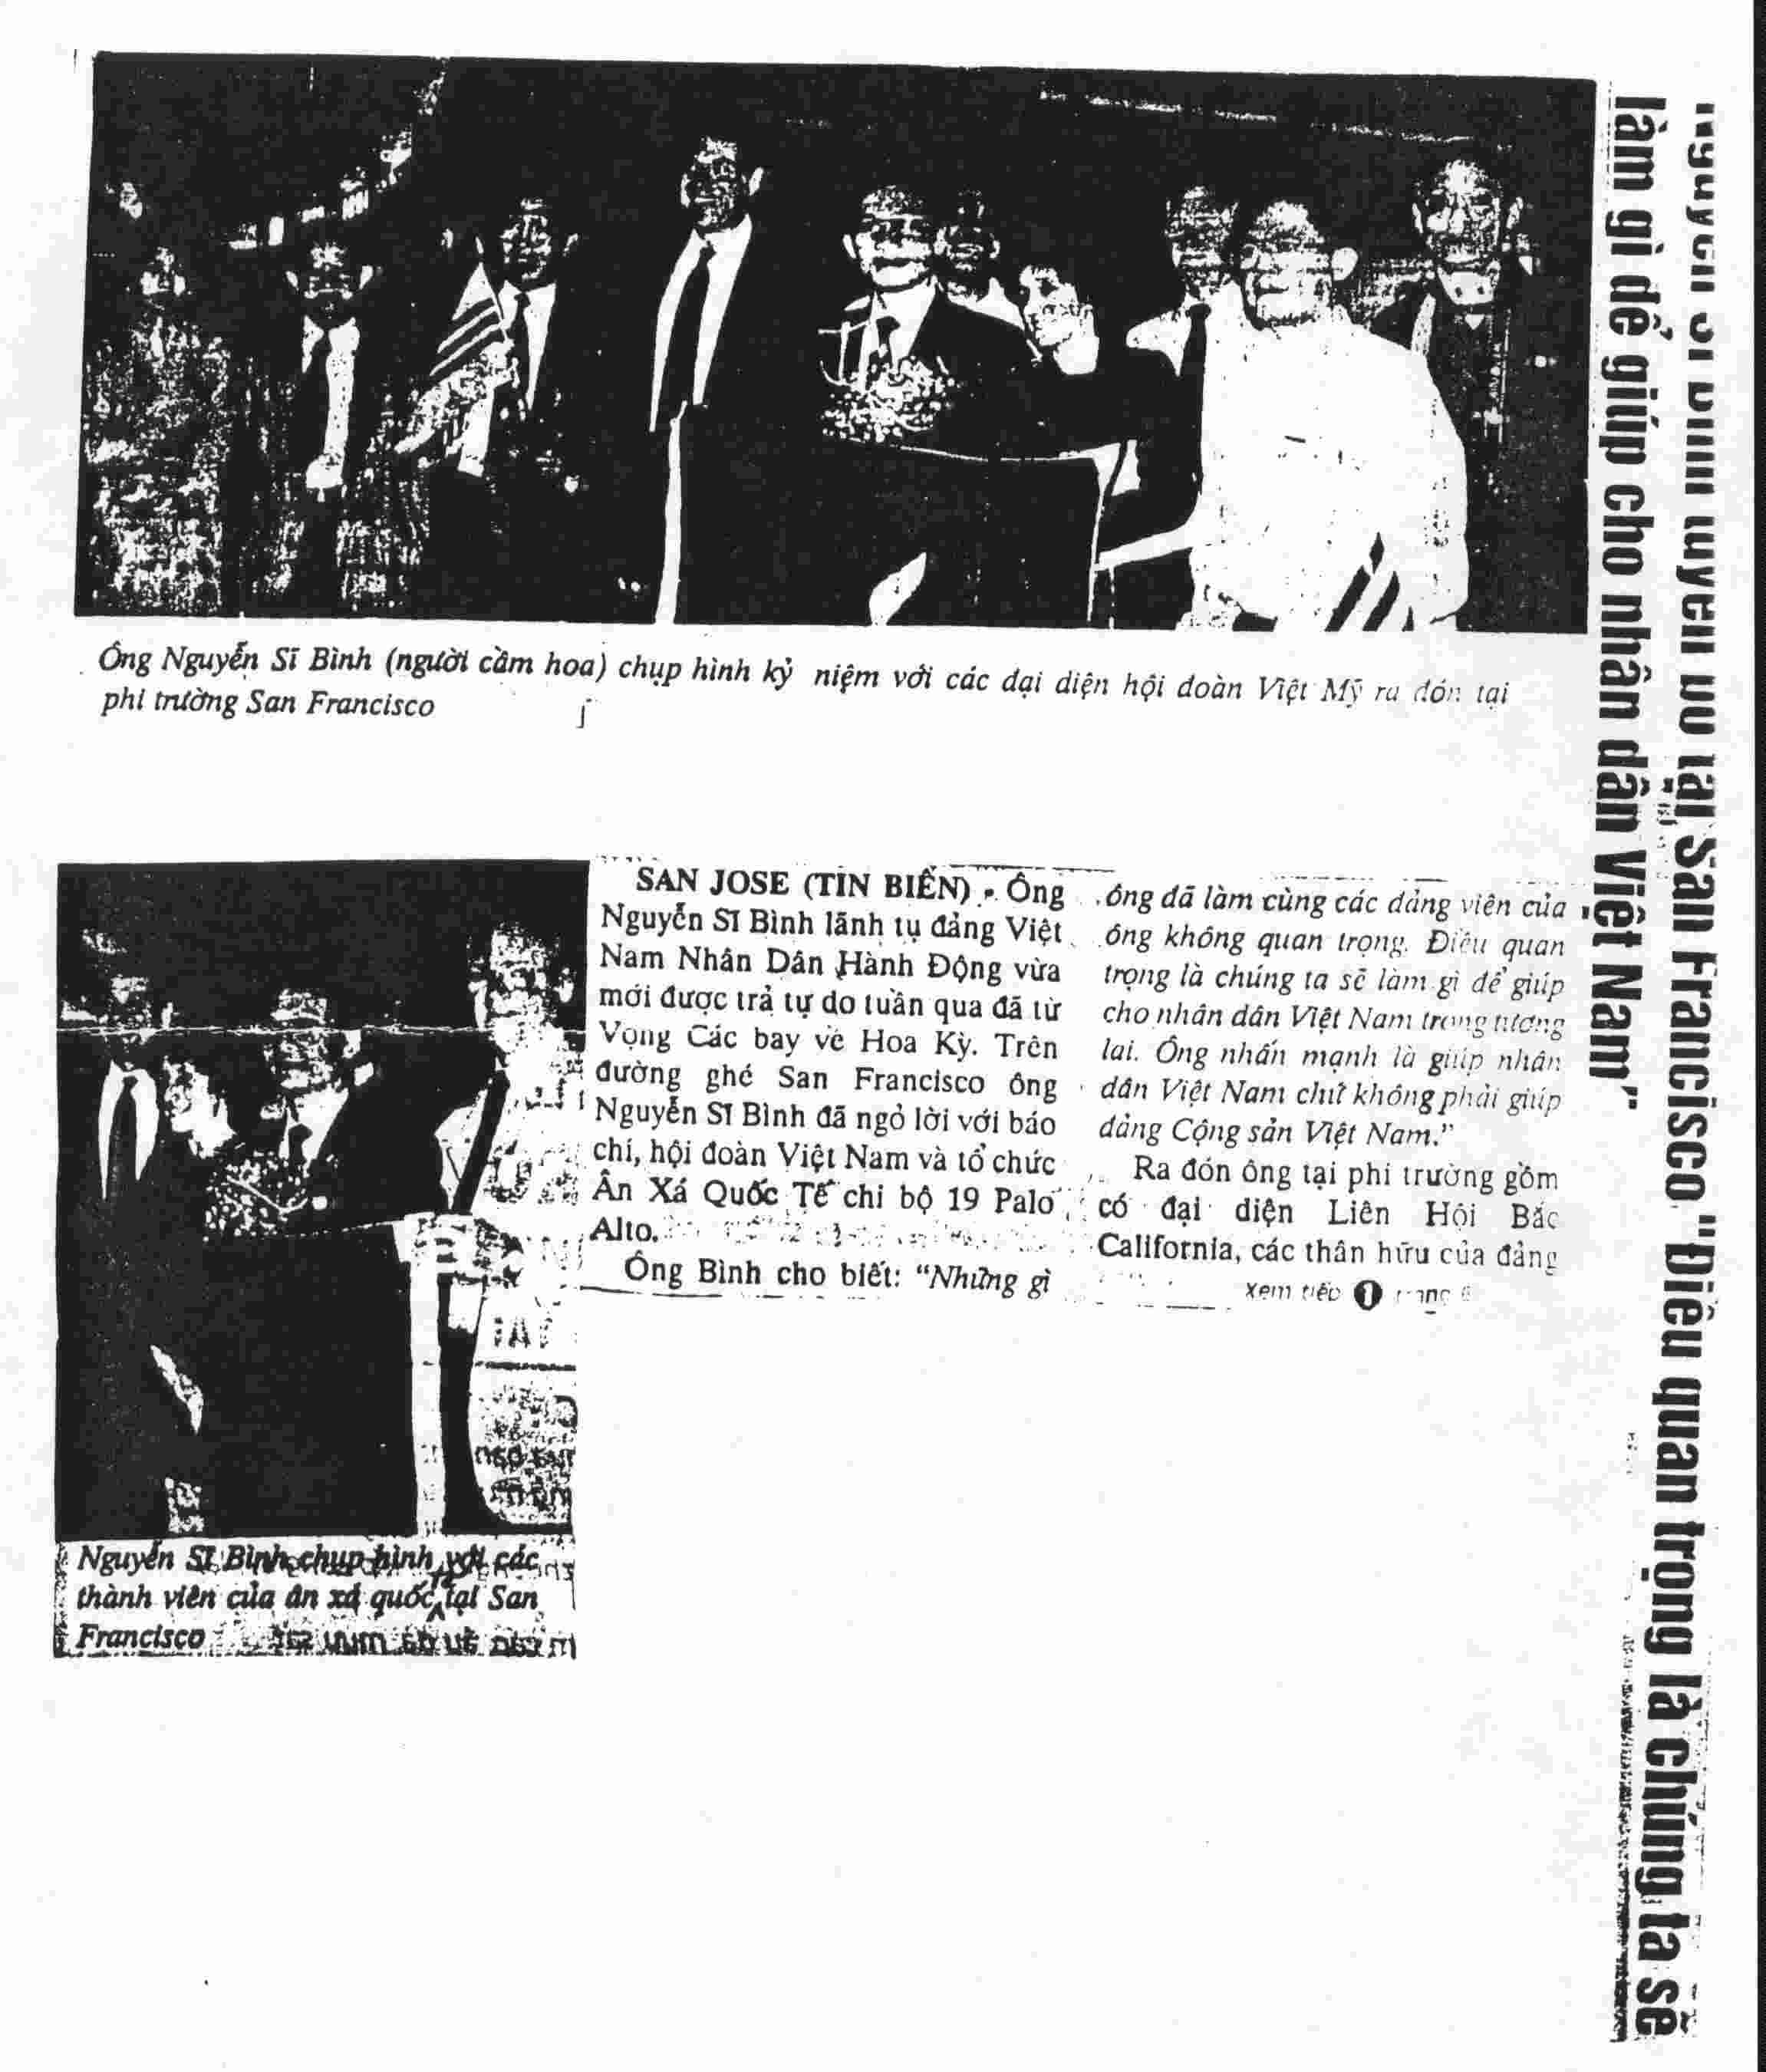 Nguyễn Sĩ Bình tuyên bố tại San Francisco "Điều quan trọng là chúng ta sẽ
làm gì để giúp cho nhân dân Việt Nam"
Ông Nguyễn Sĩ Bình (người cầm hoa) chụp hình kỷ niệm với các đại diện hội đoàn Việt Mỹ ra đón tại
phi trường San Francisco
SAN JOSE (TIN BIỂN) - Ông
Nguyễn Sĩ Bình lãnh tụ đảng Việt
Nam Nhân Dân Hành Động vừa
mới được trả tự do tuần qua đã từ
Vọng Các bay về Hoa Kỳ. Trên
đường ghé San Francisco ông
Nguyễn Sĩ Bình đã ngỏ lời với báo
chí, hội đoàn Việt Nam và tổ chức
Ân Xá Quốc Tế chi bộ 19 Palo
Alto.
Ông Bình cho biết: “Những gì
ông đã làm cùng các đảng viên của
ông không quan trọng. Điều quan
trọng là chúng ta sẽ làm gì để giúp
cho nhân dân Việt Nam trong tương
lai. Ông nhấn mạnh là giúp nhân
dân Việt Nam chứ không phải giúp
đảng Cộng sản Việt Nam.”
Ra đón ông tại phi trường gồm
có đại diện Liên Hội Bắc
California, các thân hữu của đảng
Xem tiếp 1 trang 6
Nguyễn Sĩ Bình chụp hình với các
thành viên của ân xá quốc tế tại San
Francisco